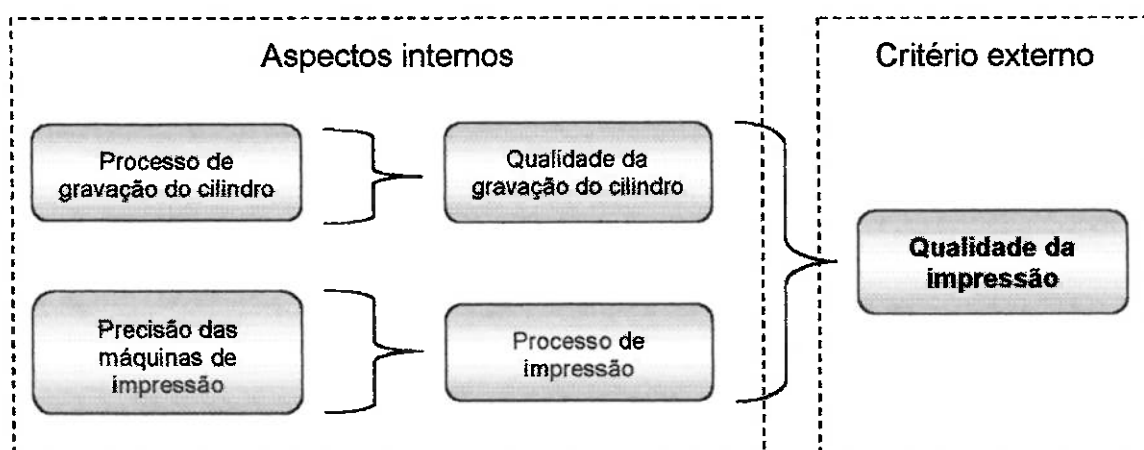 Aspectos internos
Critério externo
Processo de
gravação do cilindro
Qualidade da
gravação do cilindro
Qualidade da
impressão
Precisão das
máquinas de
impressão
Processo de
impressão